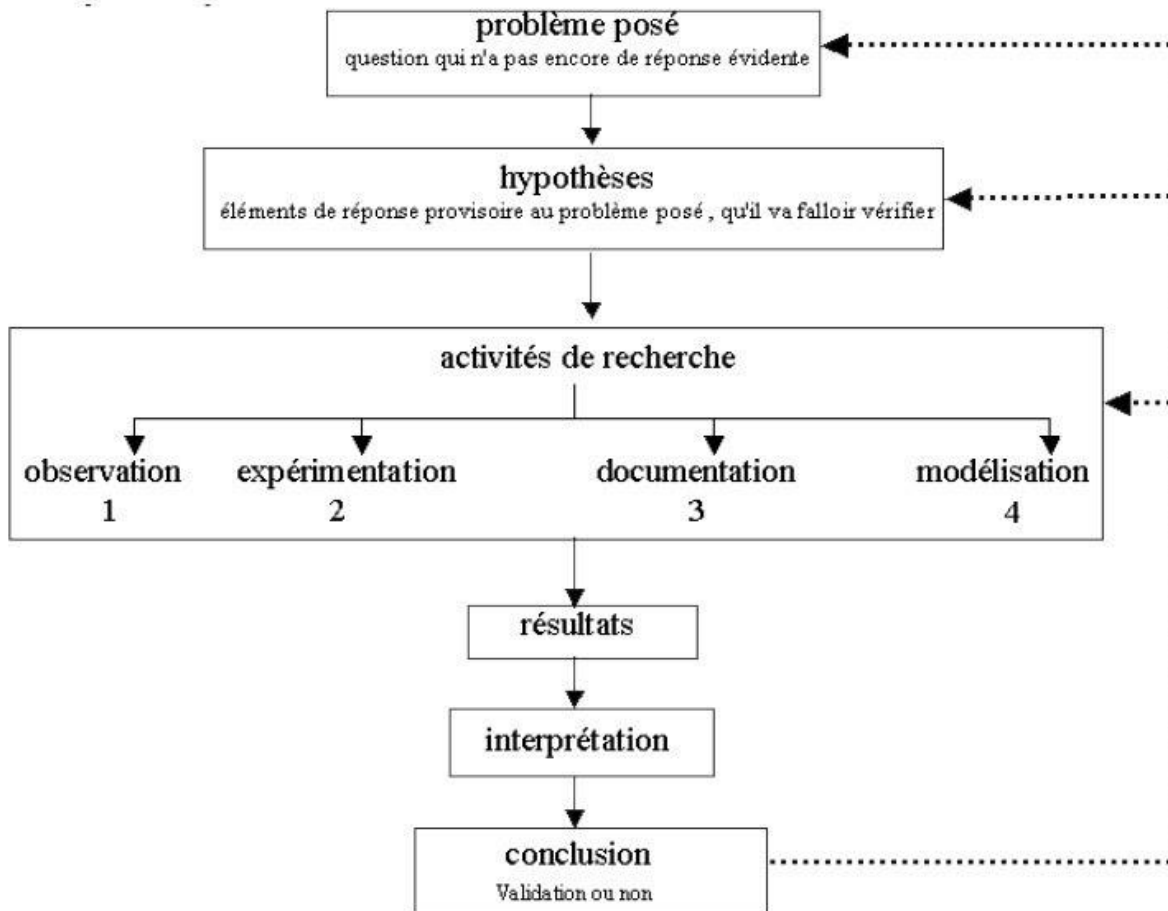 problème posé
question qui n'a pas encore de réponse évidente
hypothèses
éléments de réponse provisoire au problème posé , qu'il va falloir vérifier
activités de recherche
observation expérimentation documentation modélisation
1 2 3 4
résultats
interprétation
conclusion
Validation ou non